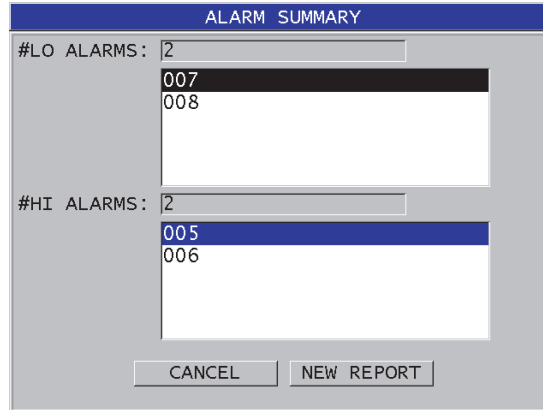 ALARM SUMMARY
#LO ALARMS: 2
007
008
#HI ALARMS: 2
005
006
CANCEL NEW REPORT